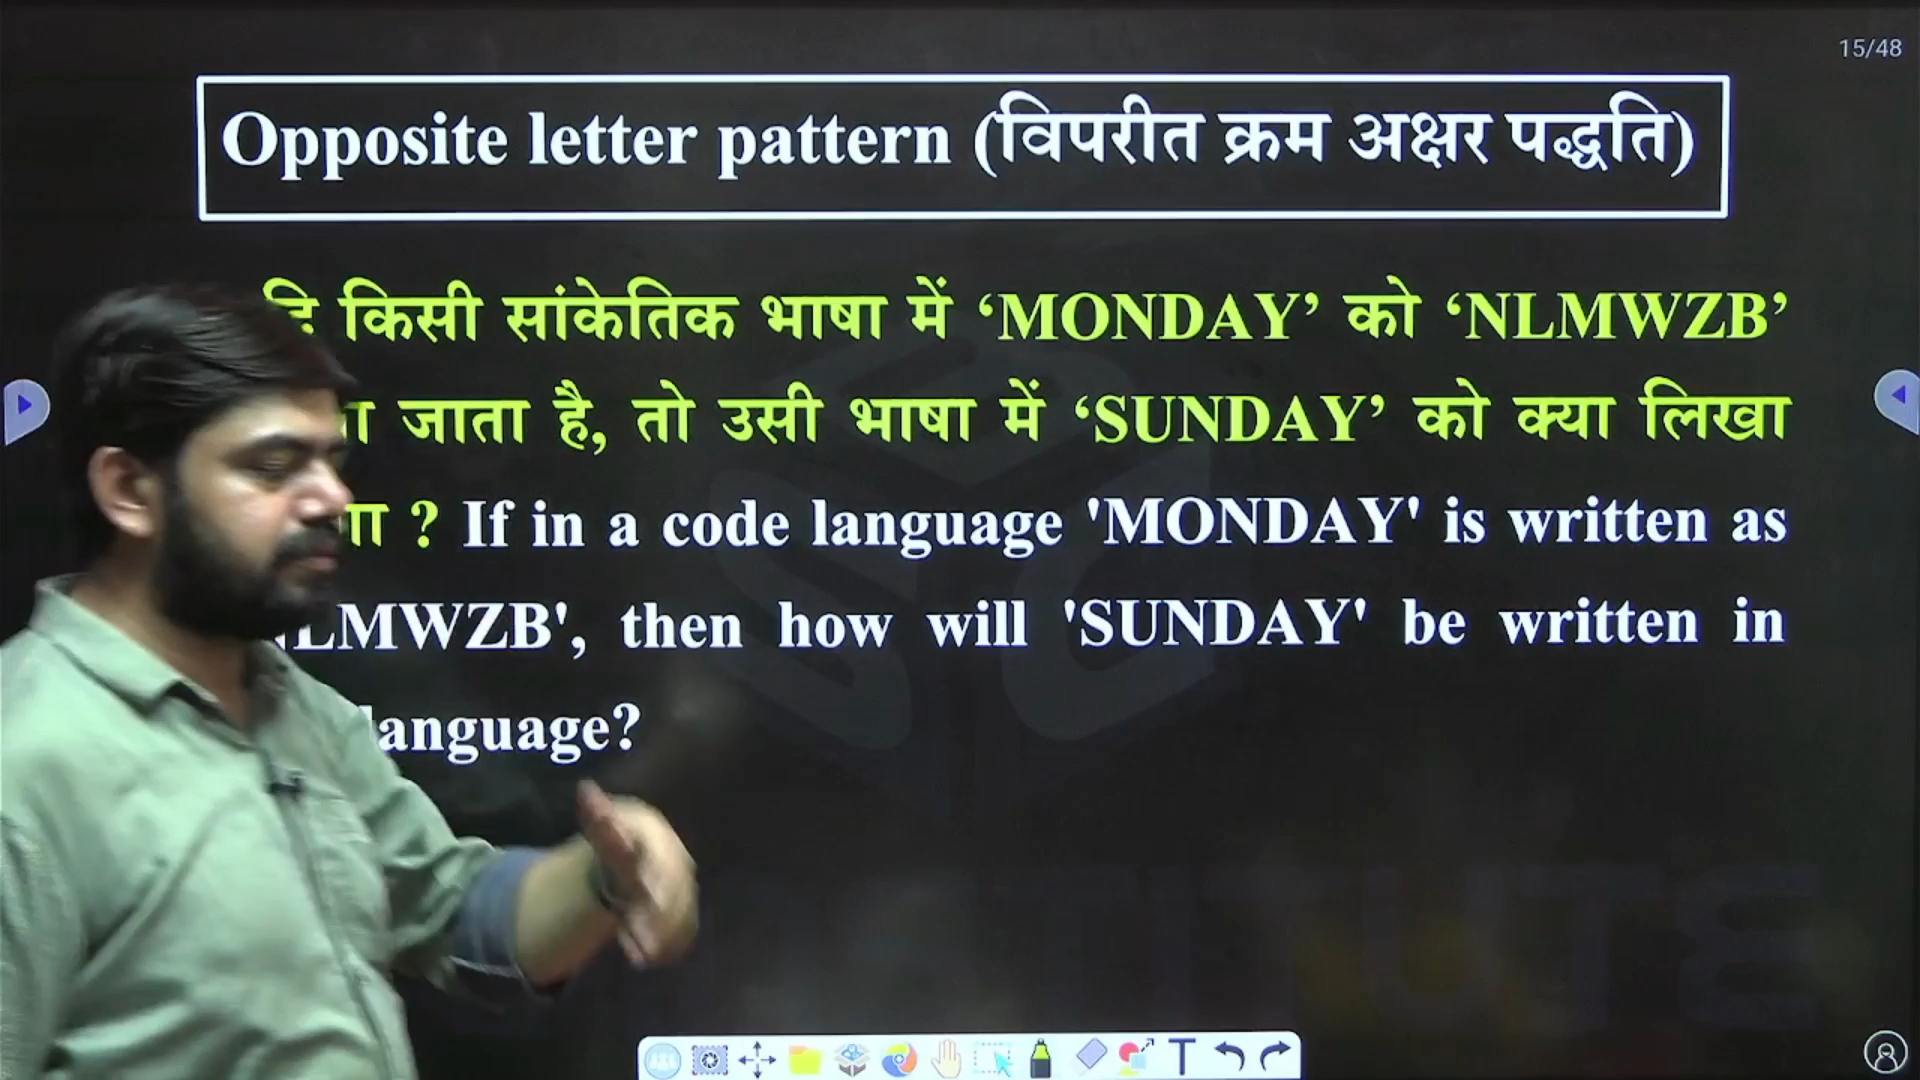 15/48
Opposite letter pattern (विपरीत क्रम अक्षर पद्धति)
किसी सांकेतिक भाषा में ‘MONDAY’ को ‘NLMWZB’
जाता है, तो उसी भाषा में ‘SUNDAY’ को क्या लिखा
? If in a code language 'MONDAY' is written as
NLMWZB', then how will 'SUNDAY' be written in
language?